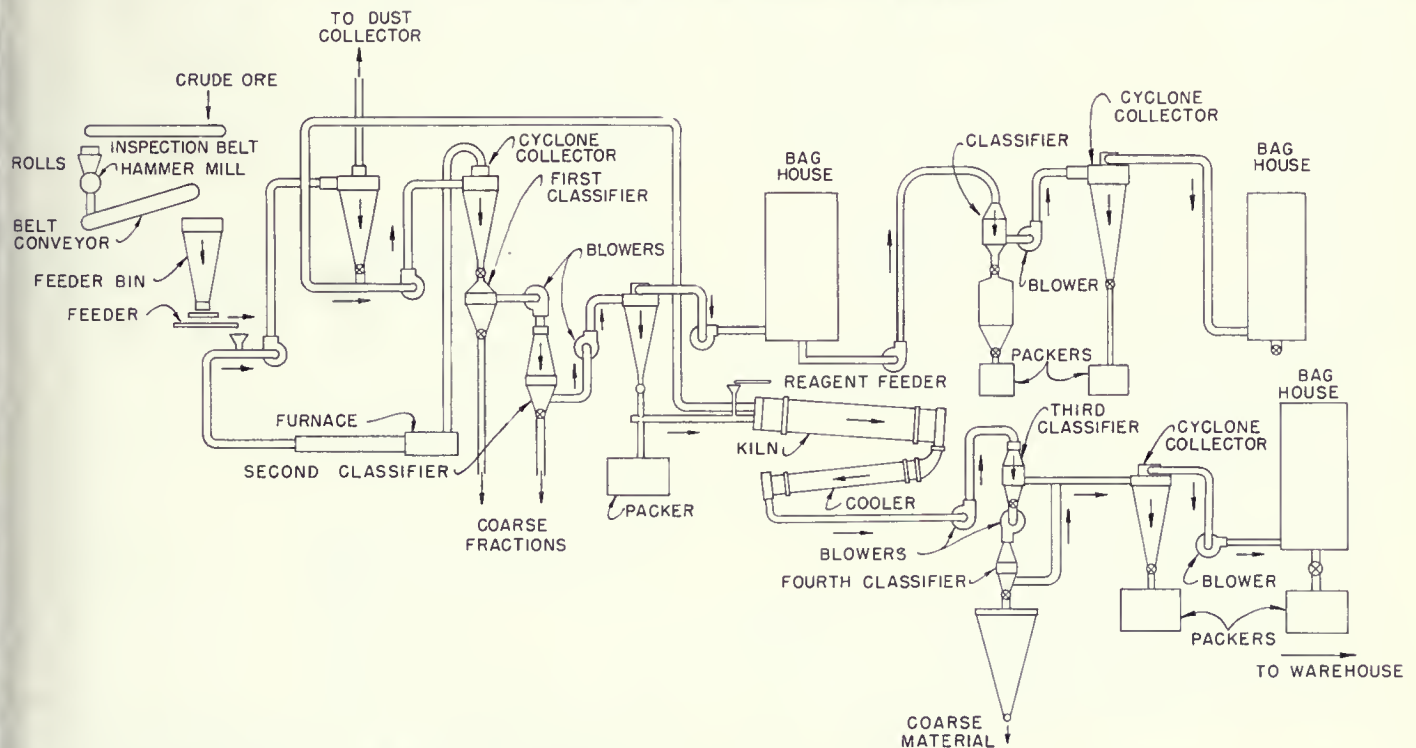 TO DUST
COLLECTOR
CRUDE ORE
INSPECTION BELT
ROLLS
HAMMER MILL
BELT
CONVEYOR
FEEDER BIN
FEEDER
CYCLONE
COLLECTOR
FIRST
CLASSIFIER
BLOWERS
FURNACE
SECOND CLASSIFIER
COARSE
FRACTIONS
PACKER
BAG
HOUSE
CLASSIFIER
CYCLONE
COLLECTOR
BLOWER
PACKERS
BAG
HOUSE
REAGENT FEEDER
KILN
COOLER
THIRD
CLASSIFIER
CYCLONE
COLLECTOR
BAG
HOUSE
BLOWERS
FOURTH CLASSIFIER
BLOWER
PACKERS
TO WAREHOUSE
COARSE
MATERIAL